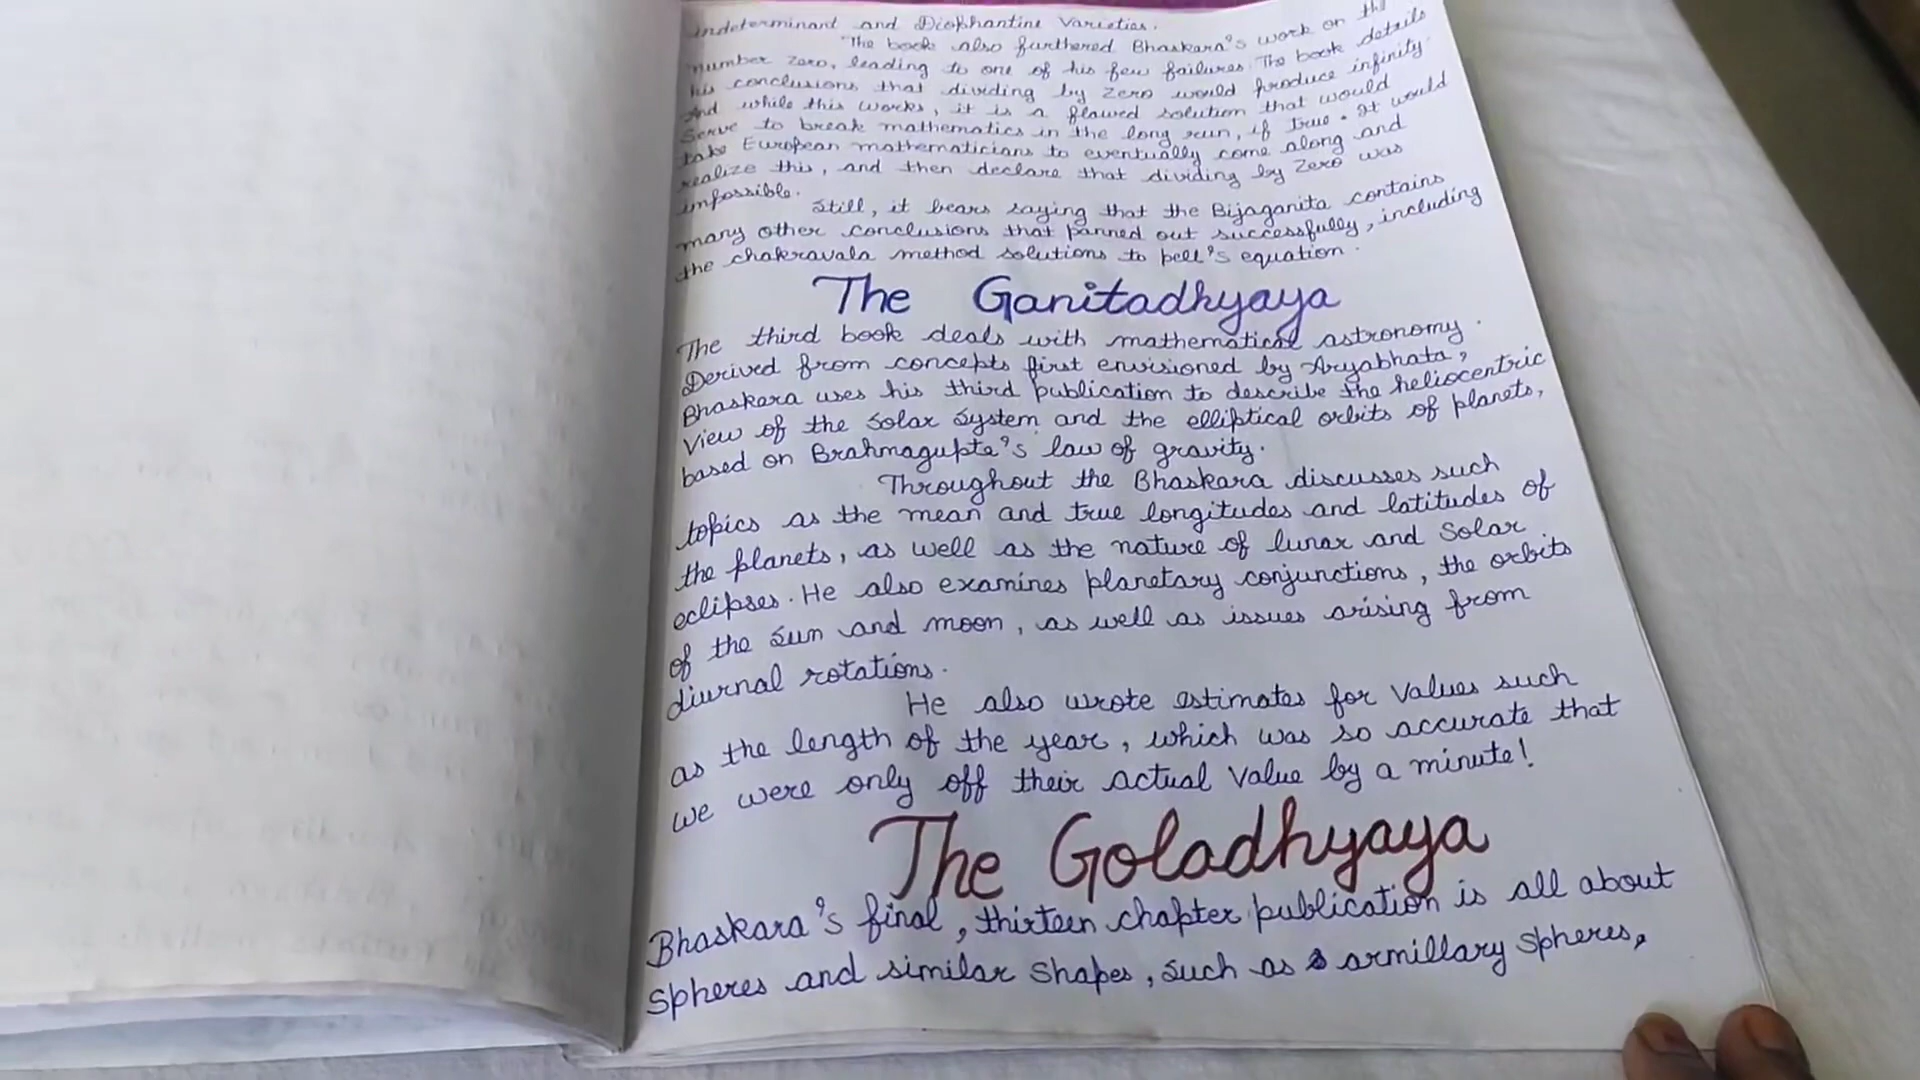 indeterminant and Diophantine Varieties.
The book also furthered Bhaskara's work on the
number zero, leading to one of his few failures. The book details
his conclusions that dividing by zero would produce infinity.
And while this works, it is a flawed solution that would
serve to break mathematics in the long run, if true. It would
take European mathematicians to eventually come along and
realize this, and then declare that dividing by zero was
impossible.
Still, it bears saying that the Bijaganita contains
many other conclusions that panned out successfully, including
the chakravala method solutions to pell's equation.
The Ganitadhyaya
The third book deals with mathematical astronomy.
Derived from concepts first envisioned by Aryabhata,
Bhaskara uses his third publication to describe the heliocentric
view of the Solar System and the elliptical orbits of planets,
based on Brahmagupta's law of gravity.
Throughout the Bhaskara discusses such
topics as the mean and true longitudes and latitudes of
the planets, as well as the nature of lunar and Solar
eclipses. He also examines planetary conjunctions, the orbits
of the Sun and moon, as well as issues arising from
diurnal rotations.
He also wrote estimates for values such
as the length of the year, which was so accurate that
we were only off their actual value by a minute!
The Goladhyaya
Bhaskara's final, thirteen chapter publication is all about
spheres and similar shapes, such as armillary spheres,